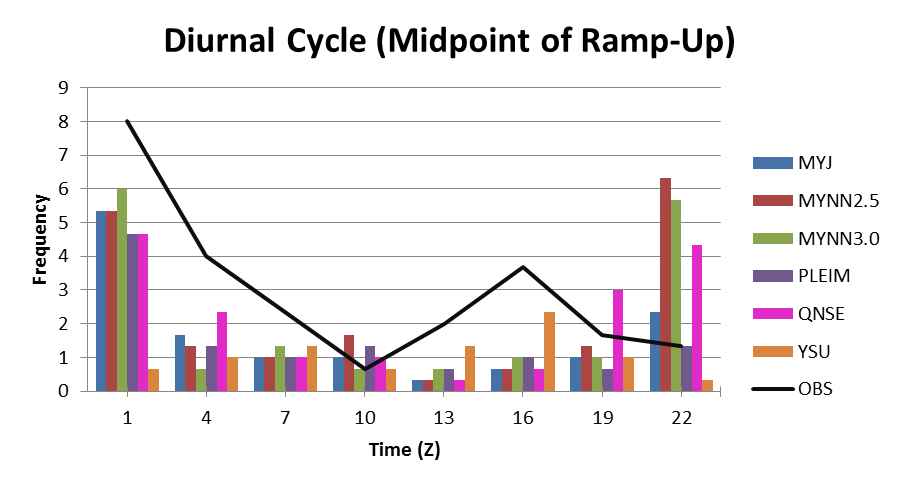 Diurnal Cycle (Midpoint of Ramp-Up)
9
8
7
6
5
4
3
2
1
0
Frequency
1 4 7 10 13 16 19 22
Time (Z)
MYJ
MYNN2.5
MYNN3.0
PLEIM
QNSE
YSU
OBS